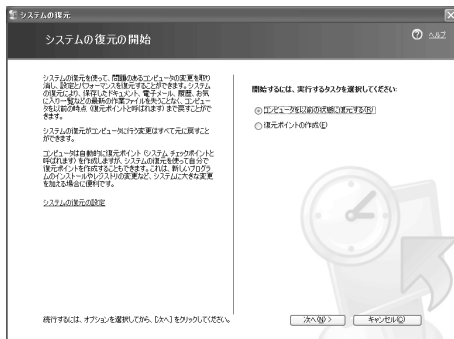 システムの復元
システムの復元の開始
ヘルプ
システムの復元を使って、問題のあるコンピュータの変更を取り
消し、設定とパフォーマンスを復元することができます。システム
の復元により、保存したドキュメント、電子メール、履歴、お気
に入り一覧などの最新の作業ファイルを失うことなく、コンピュー
タを以前の時点 (復元ポイントと呼ばれます) まで戻すことがで
きます。
システムの復元がコンピュータに行う変更はすべて元に戻すこと
ができます。
コンピュータは自動的に復元ポイント (システム チェックポイントと
呼ばれます) を作成しますが、システムの復元を使って自分で
復元ポイントを作成することもできます。これは、新しいプログラ
ムのインストールやレジストリの変更など、システムに大きな変更
を加える場合に便利です。
システムの復元の設定
開始するには、実行するタスクを選択してください:
コンピュータを以前の状態に復元する(R)
復元ポイントの作成(E)
続行するには、オプションを選択してから、[次へ] をクリックしてください。
次へ(N) >
キャンセル(C)